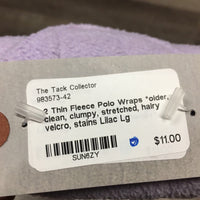 The Tack Collector
983573-42
2 Thin Fleece Polo Wraps *older,
clean, clumpy, stretched, hairy
velcro, stains Lilac Lg
$11.00
SUN6ZY